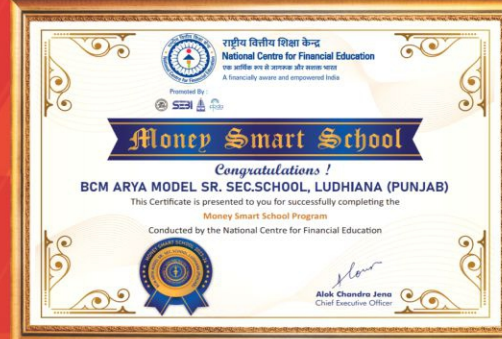 राष्ट्रीय वित्तीय शिक्षा केन्द्र
National Centre for Financial Education
एक आर्थिक रूप से जागरूक और सशक्त भारत
A financially aware and empowered India
Promoted By :
SEBI
Money Smart School
Congratulations !
BCM ARYA MODEL SR. SEC.SCHOOL, LUDHIANA (PUNJAB)
This Certificate is presented to you for successfully completing the
Money Smart School Program
Conducted by the National Centre for Financial Education
Alok Chandra Jena
Chief Executive Officer